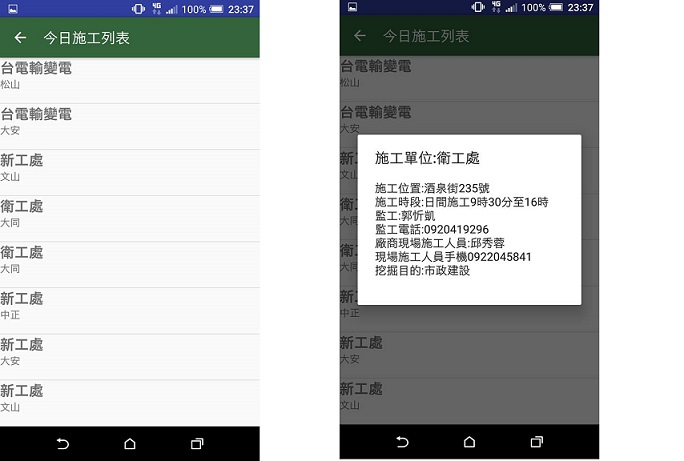 4G 100% 23:37
今日施工列表
台電輸變電
松山
台電輸變電
大安
新工處
文山
衛工處
大同
衛工處
大同
新工處
中正
新工處
大安
新工處
文山
4G 100% 23:37
今日施工列表
台電輸變電
松山
台電輸變電
大安
新工
文山
衛工
大同
衛工
大同
施工單位:衛工處
施工位置:酒泉街235號
施工時段:日間施工9時30分至16時
監工:郭忻凱
監工電話:0920419296
廠商現場施工人員:邱秀蓉
現場施工人員手機0922045841
挖掘目的:市政建設
新工處
中正
新工處
大安
新工處
文山